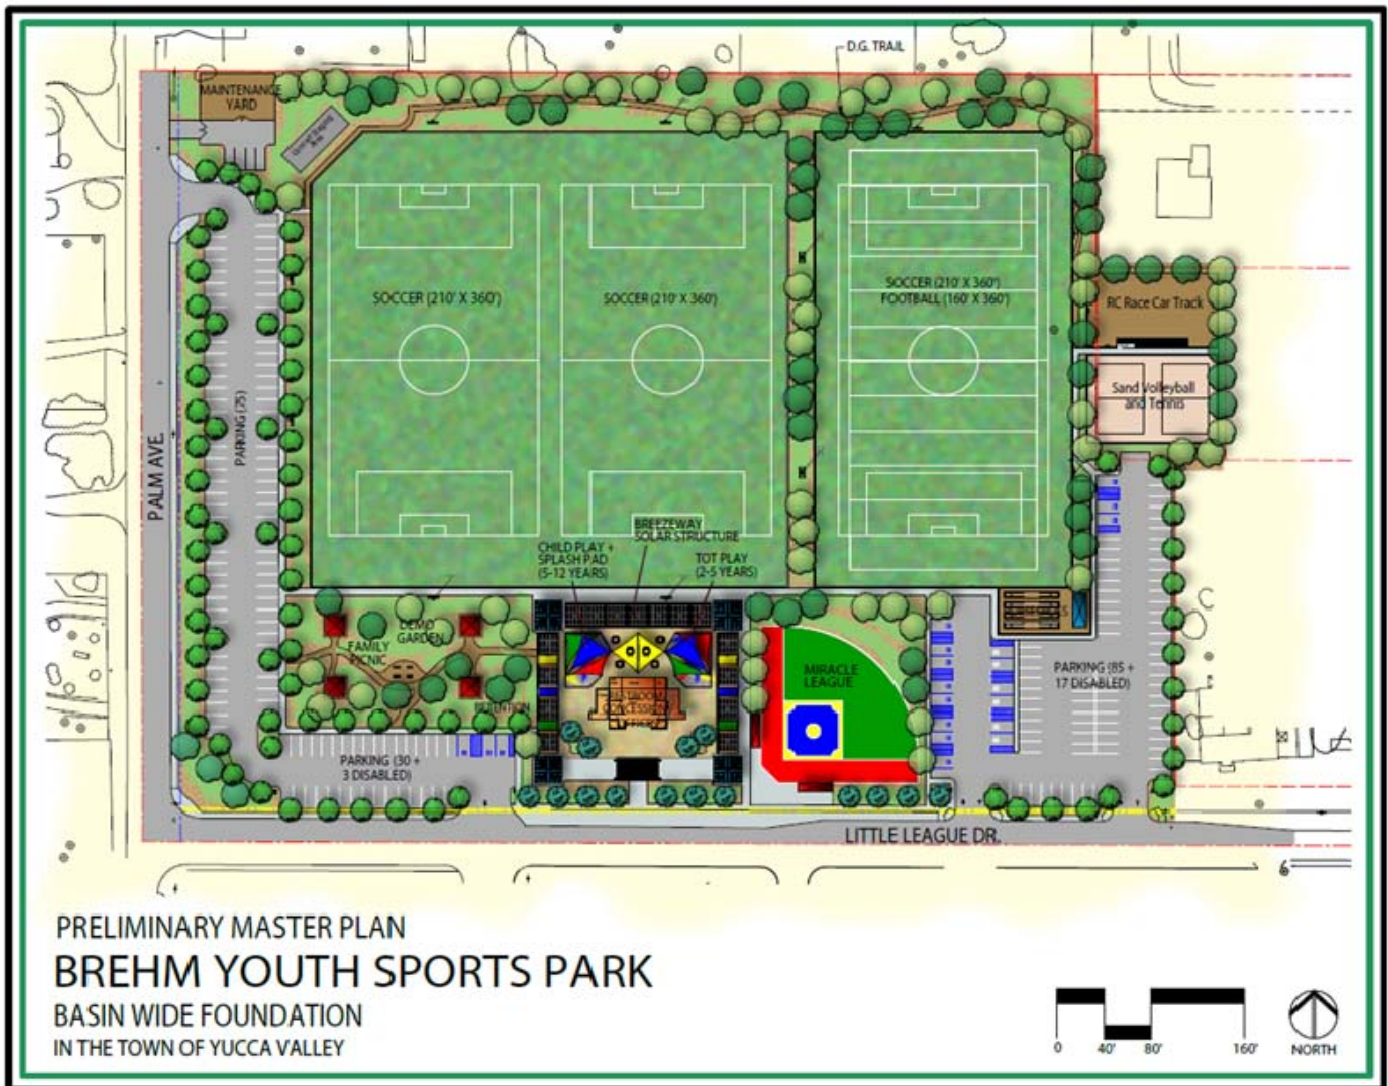 D.G. TRAIL
MAINTENANCE
YARD
SOCCER (210' X 360')
SOCCER (210' X 360')
SOCCER (210' X 360')
FOOTBALL (160' X 360')
RC Race Car Track
Sand Volleyball
and Tennis
PARKING (75)
PALM AVE.
BREEZEWAY
SOLAR STRUCTURE
CHILD PLAY +
SPLASH PAD
(5-12 YEARS)
TOT PLAY
(2-5 YEARS)
DEMO
GARDEN
FAMILY
PICNIC
RETENTION
RESTROOM
CONCESSION
MIRACLE
LEAGUE
PARKING (85 +
17 DISABLED)
PARKING (30 +
3 DISABLED)
LITTLE LEAGUE DR.
6
PRELIMINARY MASTER PLAN
BREHM YOUTH SPORTS PARK
BASIN WIDE FOUNDATION
IN THE TOWN OF YUCCA VALLEY
0 40' 80' 160'
NORTH